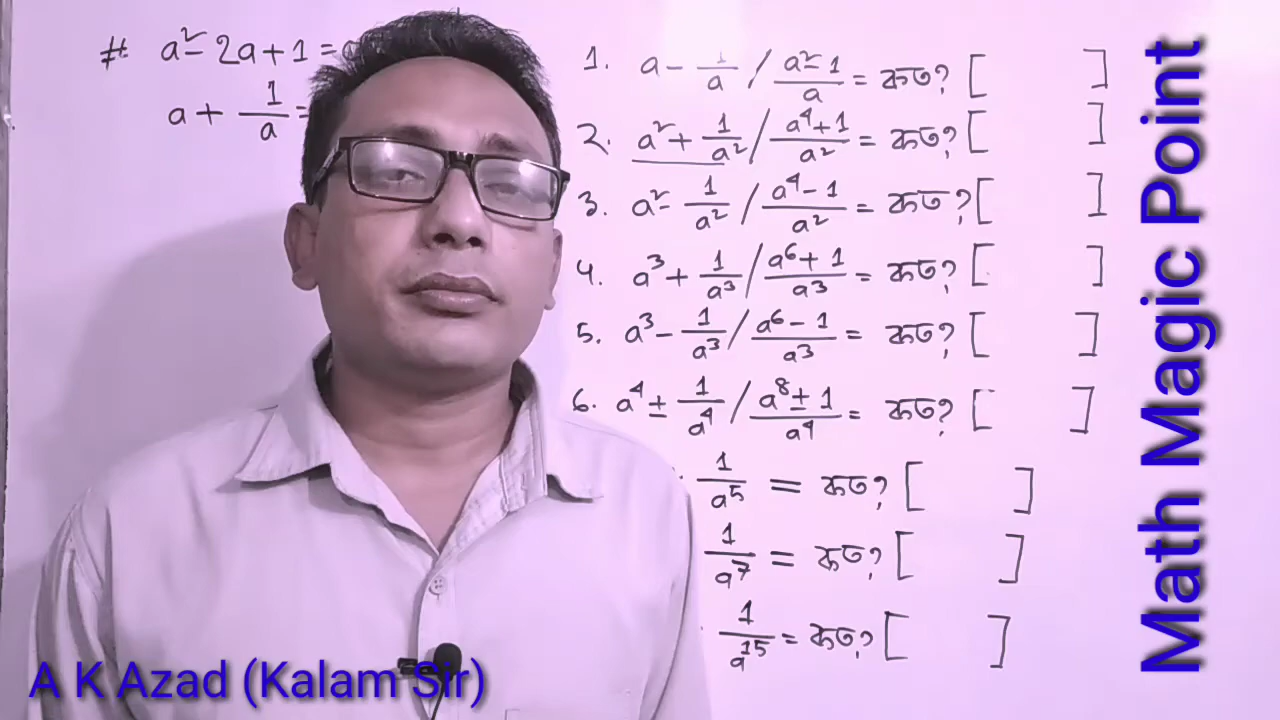 # a² - 2a + 1 =
a + 1/a =
1. a - 1/a / a² - 1/a = কত? [ ]
2. a² + 1/a² / a⁴ + 1/a² = কত? [ ]
3. a² - 1/a² / a⁴ - 1/a² = কত? [ ]
4. a³ + 1/a³ / a⁶ + 1/a³ = কত? [ ]
5. a³ - 1/a³ / a⁶ - 1/a³ = কত? [ ]
6. a⁴ ± 1/a⁴ / a⁸ ± 1/a⁴ = কত? [ ]
1/a⁵ = কত? [ ]
1/a⁷ = কত? [ ]
1/a¹⁵ = কত? [ ]
A K Azad (Kalam Sir)
Math Magic Point